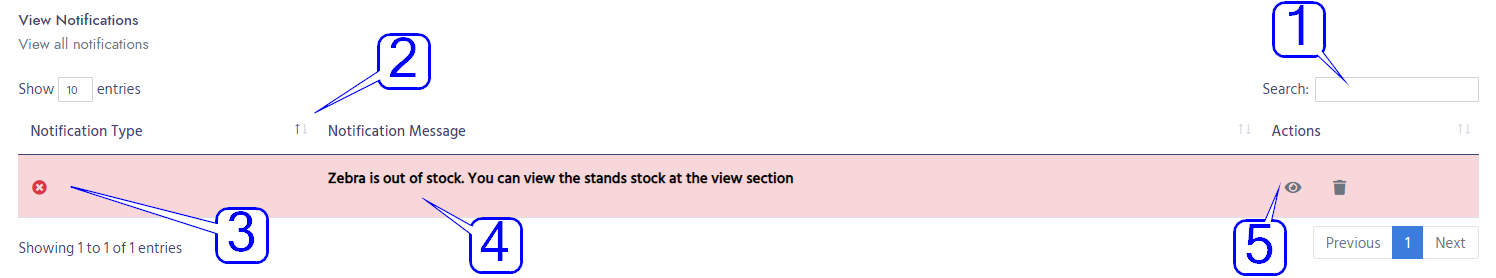 View Notifications
View all notifications
1
2
Show 10 entries
Search:
Notification Type
Notification Message
Actions
Zebra is out of stock. You can view the stands stock at the view section
3
4
5
Showing 1 to 1 of 1 entries
Previous 1 Next